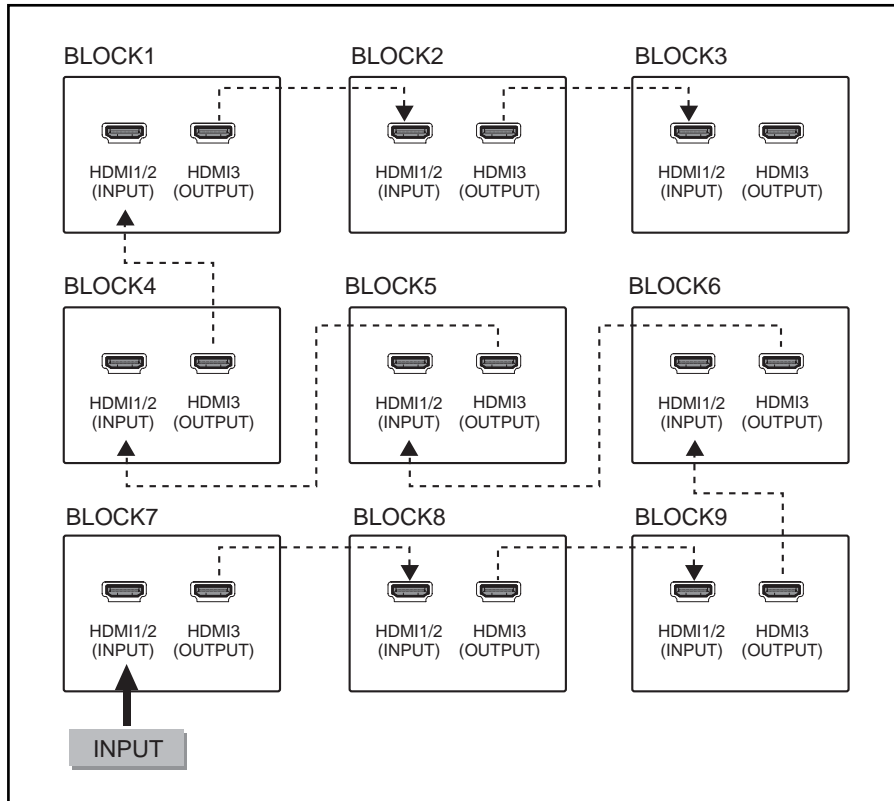 BLOCK1 BLOCK2 BLOCK3
HDMI1/2 HDMI3 HDMI1/2 HDMI3 HDMI1/2 HDMI3
(INPUT) (OUTPUT) (INPUT) (OUTPUT) (INPUT) (OUTPUT)
BLOCK4 BLOCK5 BLOCK6
HDMI1/2 HDMI3 HDMI1/2 HDMI3 HDMI1/2 HDMI3
(INPUT) (OUTPUT) (INPUT) (OUTPUT) (INPUT) (OUTPUT)
BLOCK7 BLOCK8 BLOCK9
HDMI1/2 HDMI3 HDMI1/2 HDMI3 HDMI1/2 HDMI3
(INPUT) (OUTPUT) (INPUT) (OUTPUT) (INPUT) (OUTPUT)
INPUT